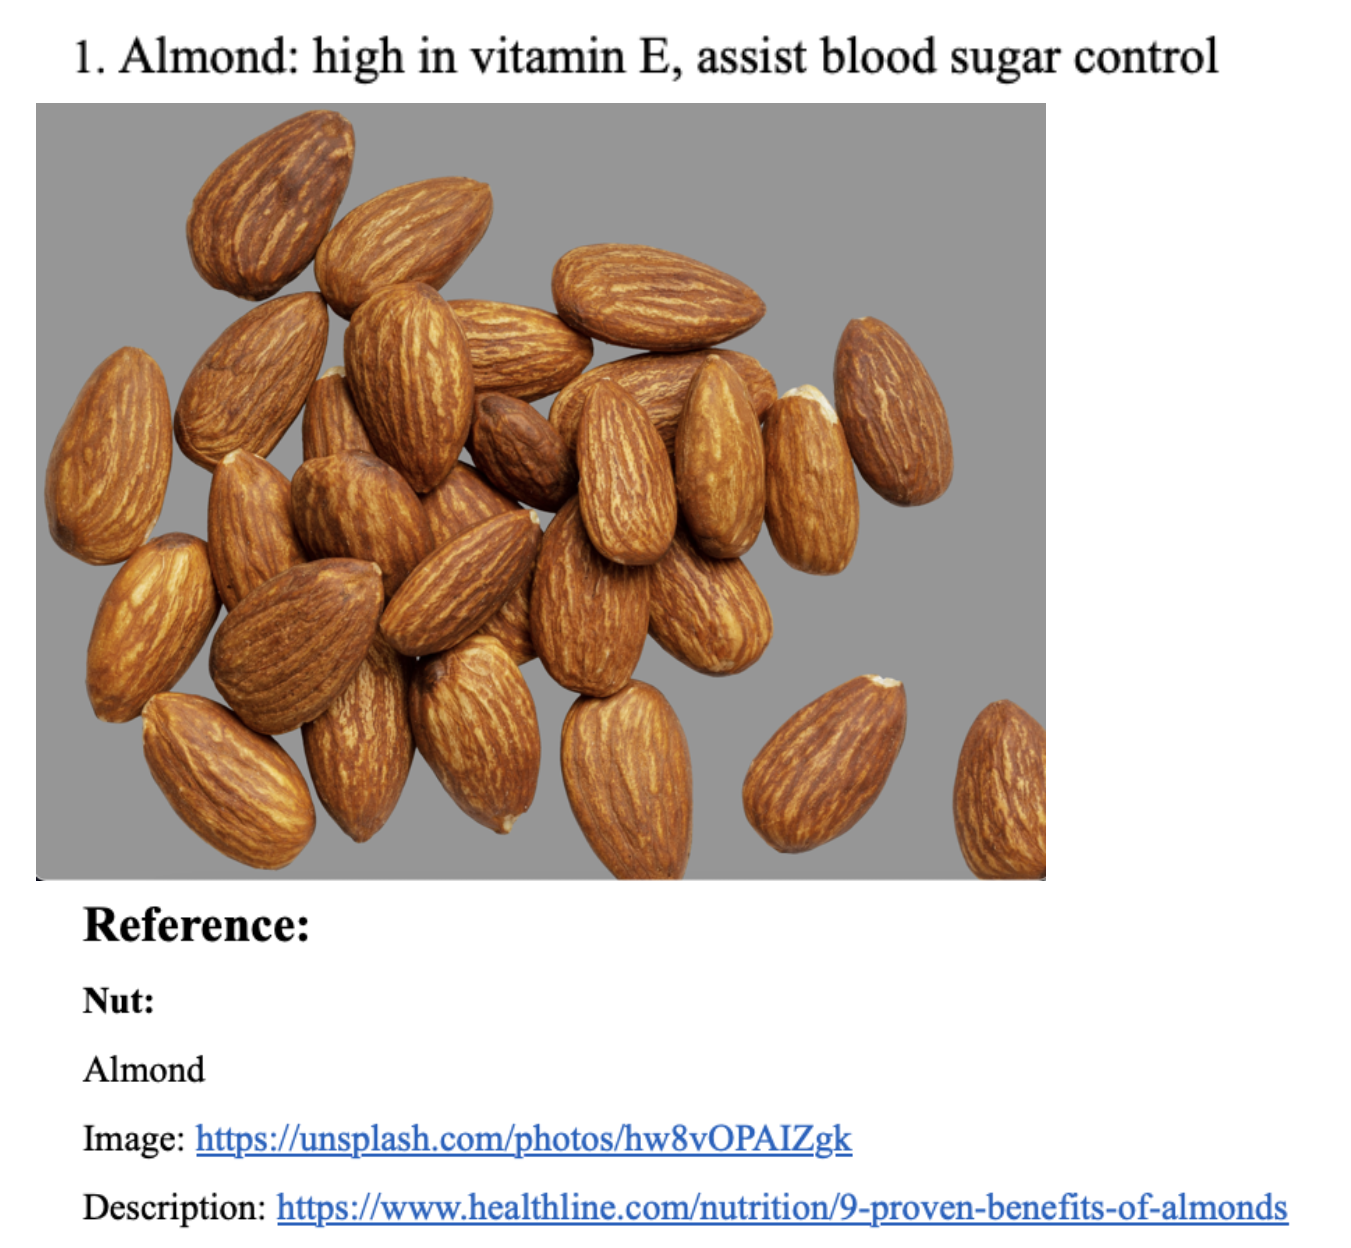 1. Almond: high in vitamin E, assist blood sugar control
Reference:
Nut:
Almond
Image: https://unsplash.com/photos/hw8vOPAIZgk
Description: https://www.healthline.com/nutrition/9-proven-benefits-of-almonds